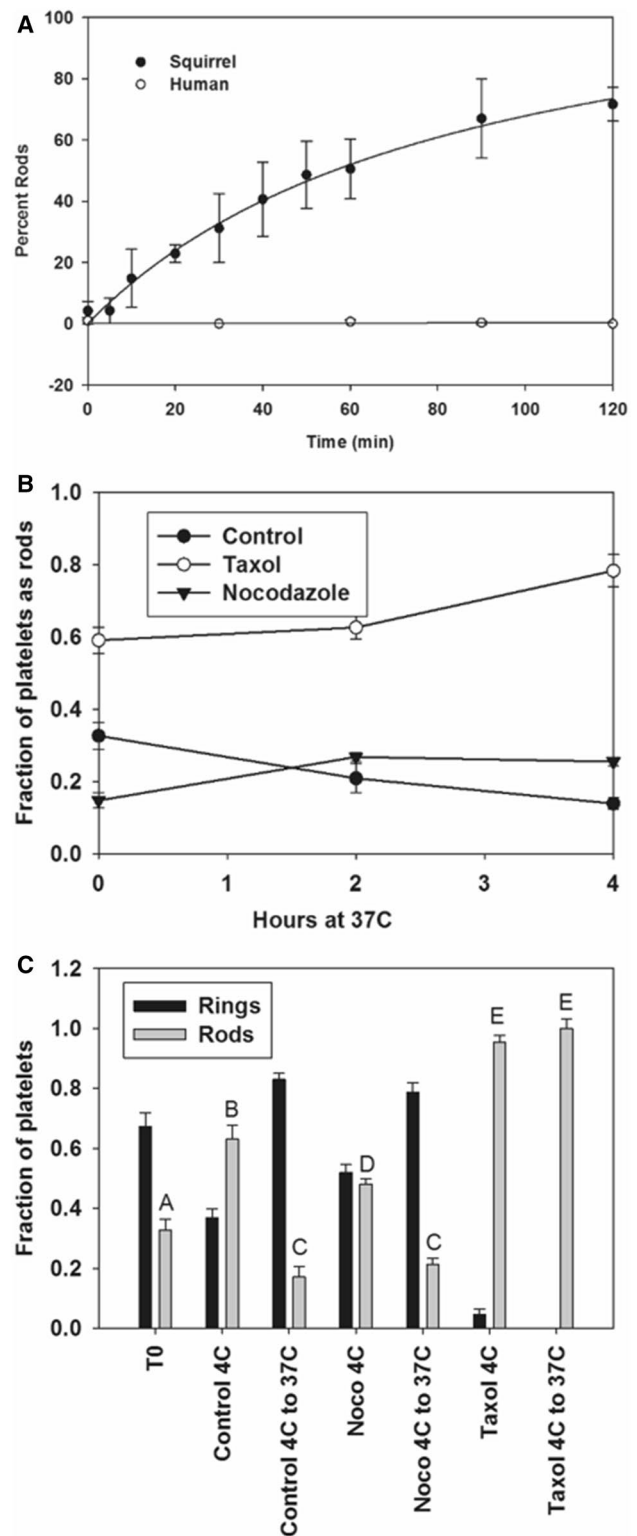 A
100
80
60
40
20
0
-20
Percent Rods
Squirrel
Human
0 20 40 60 80 100 120
Time (min)
B
1.0
0.8
0.6
0.4
0.2
0.0
Fraction of platelets as rods
Control
Taxol
Nocodazole
0 1 2 3 4
Hours at 37C
C
1.2
1.0
0.8
0.6
0.4
0.2
0.0
Fraction of platelets
Rings
Rods
A
B
C
D
C
E
E
T0
Control 4C
Control 4C to 37C
Noco 4C
Noco 4C to 37C
Taxol 4C
Taxol 4C to 37C